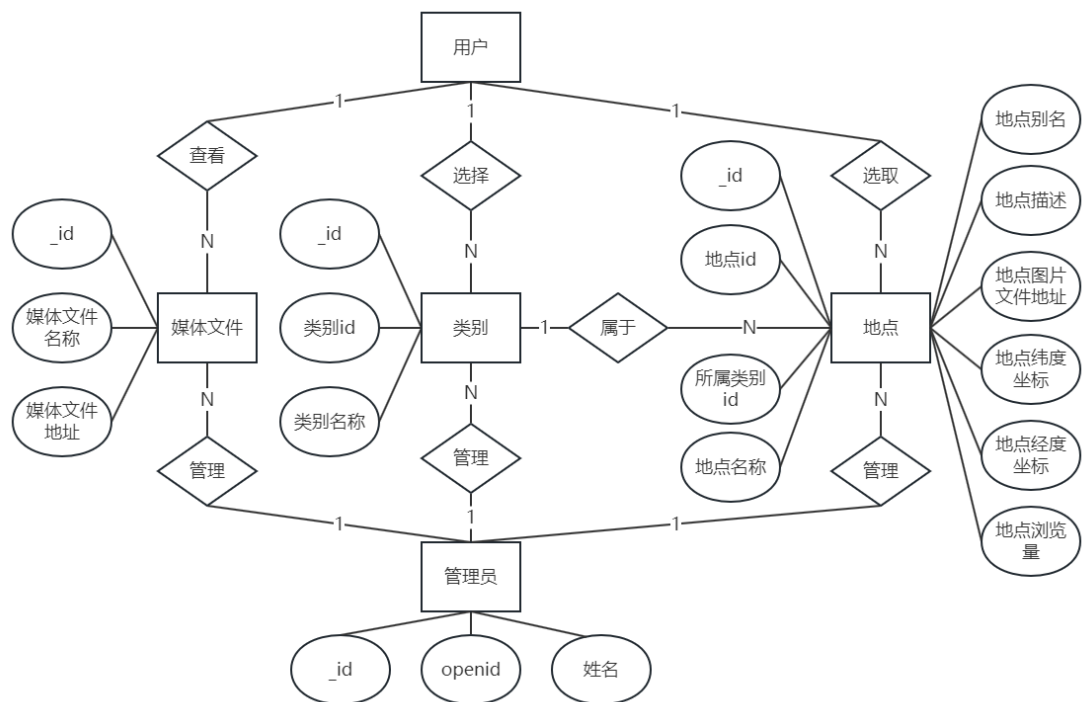 用户
1
1
1
查看
选择
选取
N
N
N
_id
媒体文件
名称
媒体文件
地址
媒体文件
_id
类别id
类别名称
类别
1
属于
N
_id
地点id
所属类别
id
地点名称
地点
地点别名
地点描述
地点图片
文件地址
地点纬度
坐标
地点经度
坐标
地点浏览
量
N
N
N
管理
管理
管理
1
1
1
管理员
_id
openid
姓名